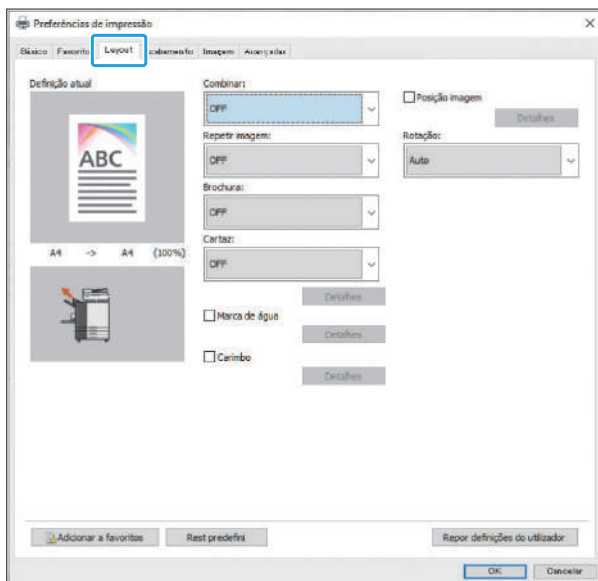 Preferências de impressão
Básico Favorito Layout Imagem Avançadas
Definição atual
ABC
A4 -> A4 (100%)
Combinar:
OFF
Repetir imagem:
OFF
Brochura:
OFF
Cartaz:
OFF
Detalhes
Marca de água
Detalhes
Carimbo
Detalhes
Posição imagem
Detalhes
Rotação:
Auto
Adicionar a favoritos Rest predefini Repor definições do utilizador
OK Cancelar